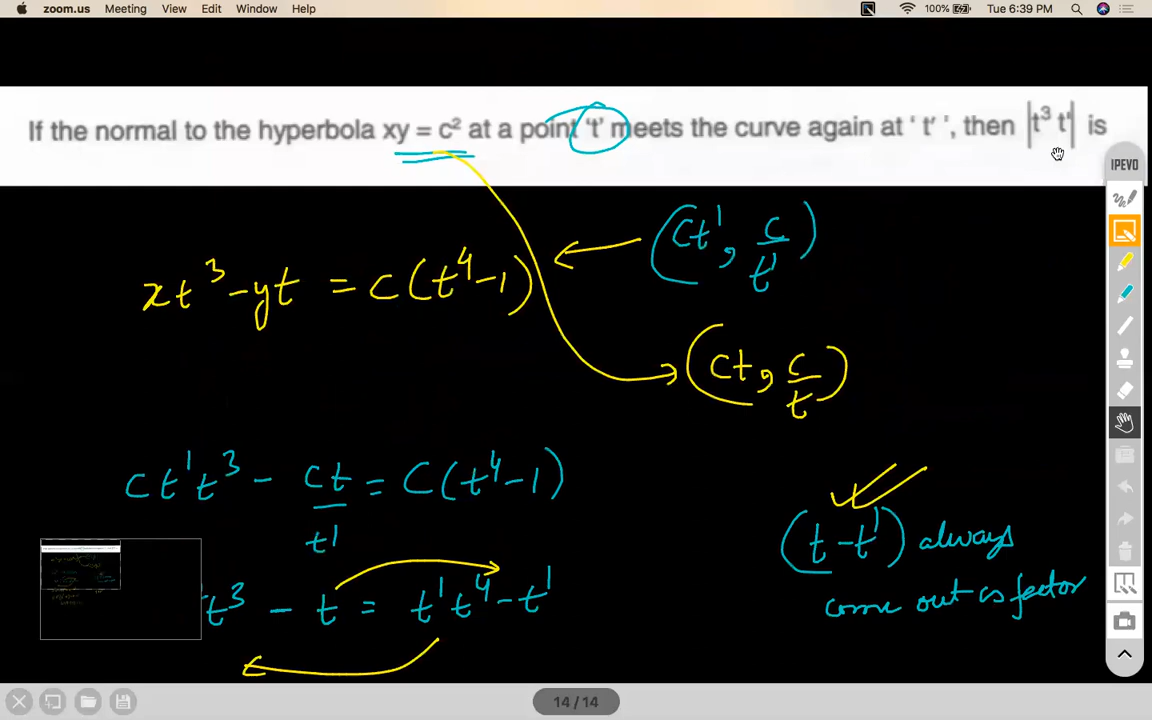 zoom.us Meeting View Edit Window Help 100% Tue 6:39 PM
If the normal to the hyperbola xy = c² at a point 't' meets the curve again at ' t' ', then |t³ t'| is
IPEVO
(ct', c/t')
xt³ - yt = c(t⁴-1)
(ct, c/t)
ct't³ - ct/t' = c(t⁴-1)
(t - t') always
come out as factor
t³ - t = t't⁴ - t'
14 / 14